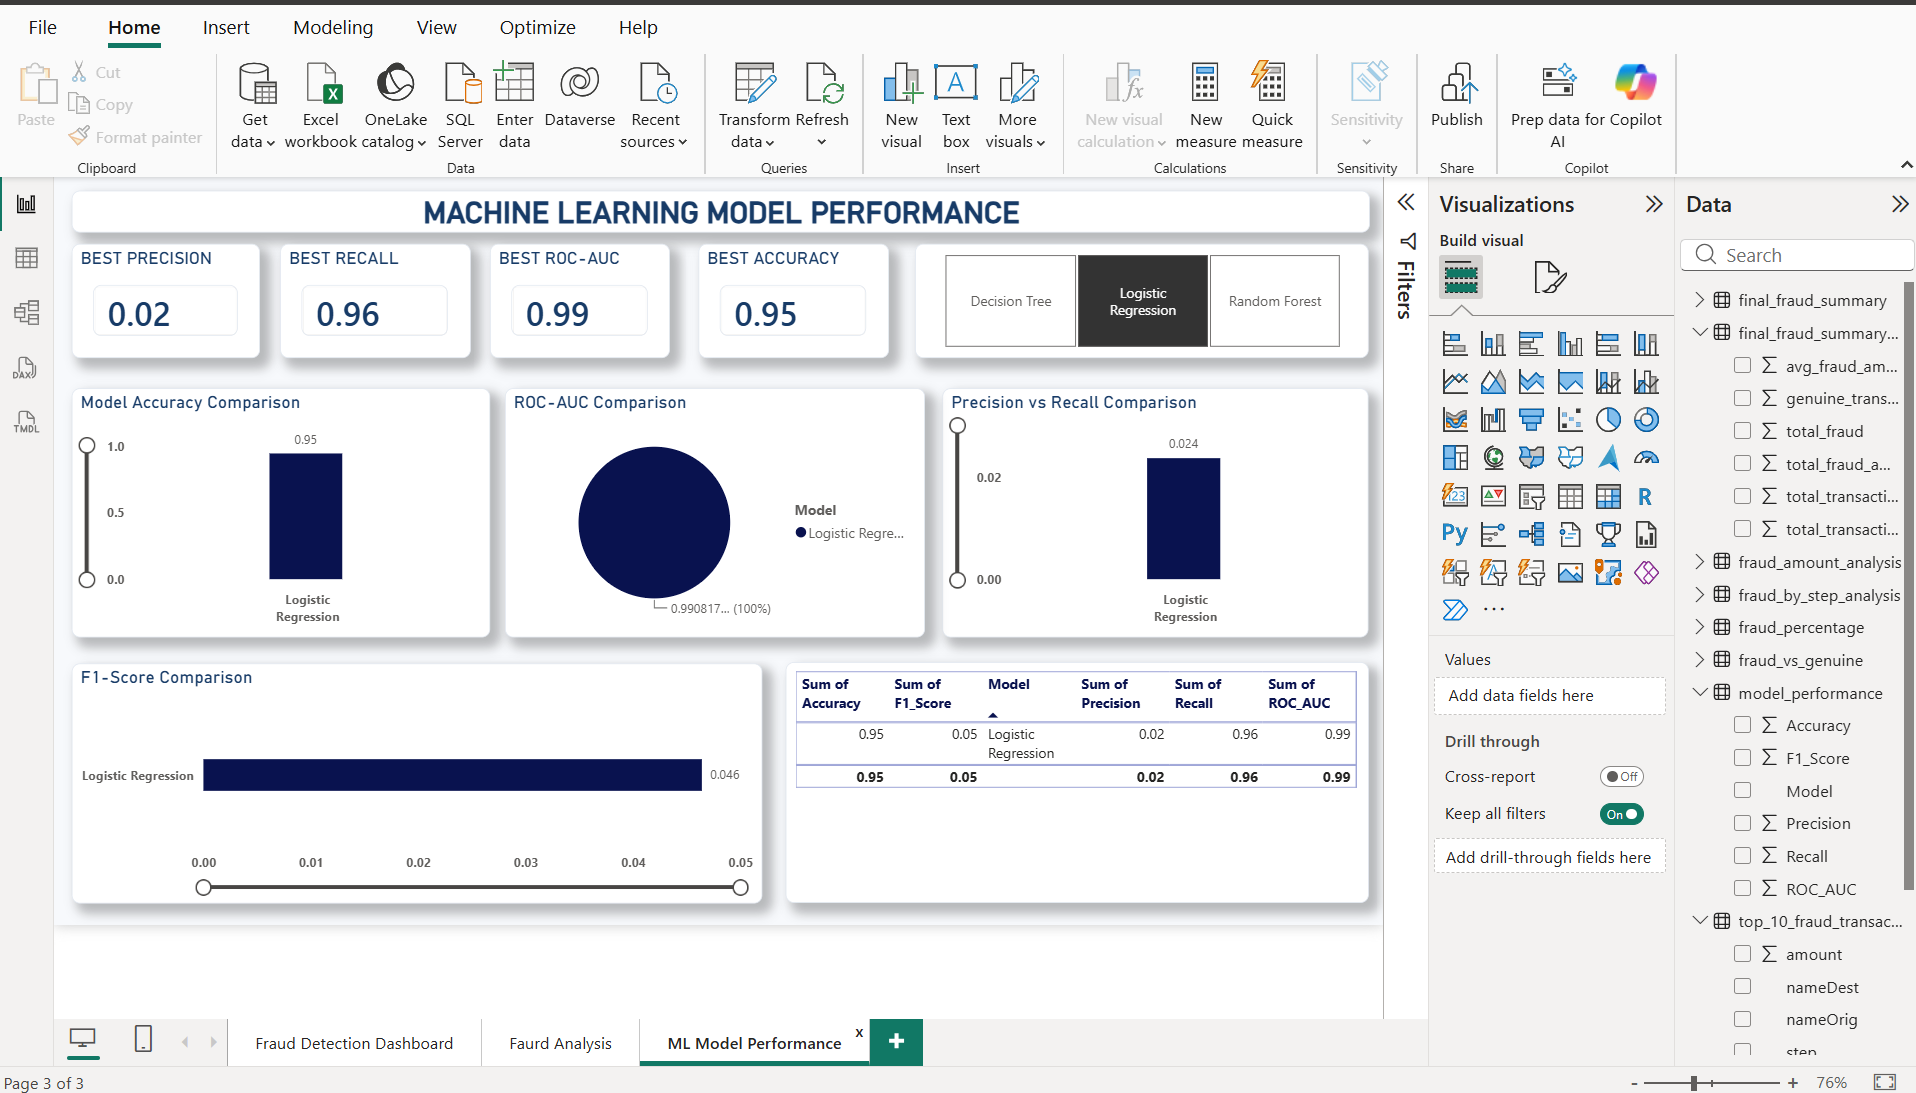 File Home Insert Modeling View Optimize Help
Paste
Cut
Copy
Format painter
Clipboard
Get data
Excel workbook
OneLake catalog
SQL Server
Enter data
Dataverse
Recent sources
Data
Transform data
Refresh
Queries
New visual
Text box
More visuals
Insert
New visual calculation
New measure
Quick measure
Calculations
Sensitivity
Sensitivity
Publish
Share
Prep data for AI
Copilot
Copilot
DAX
TMDL
MACHINE LEARNING MODEL PERFORMANCE
BEST PRECISION
0.02
BEST RECALL
0.96
BEST ROC-AUC
0.99
BEST ACCURACY
0.95
Decision Tree
Logistic
Regression
Random Forest
Model Accuracy Comparison
1.0
0.5
0.0
0.95
Logistic
Regression
ROC-AUC Comparison
0.990817... (100%)
Model
Logistic Regre...
Precision vs Recall Comparison
0.02
0.00
0.024
Logistic
Regression
F1-Score Comparison
Logistic Regression
0.046
0.00 0.01 0.02 0.03 0.04 0.05
Sum of Accuracy Sum of F1_Score Model Sum of Precision Sum of Recall Sum of ROC_AUC
0.95 0.05 Logistic Regression 0.02 0.96 0.99
0.95 0.05 0.02 0.96 0.99
Filters
Visualizations
Build visual
123
R
Py
Values
Add data fields here
Drill through
Cross-report
Off
Keep all filters
On
Add drill-through fields here
Data
Search
final_fraud_summary
final_fraud_summary...
avg_fraud_am...
genuine_trans...
total_fraud
total_fraud_a...
total_transacti...
total_transacti...
fraud_amount_analysis
fraud_by_step_analysis
fraud_percentage
fraud_vs_genuine
model_performance
Accuracy
F1_Score
Model
Precision
Recall
ROC_AUC
top_10_fraud_transac...
amount
nameDest
nameOrig
step
Fraud Detection Dashboard
Faurd Analysis
ML Model Performance
x
+
Page 3 of 3
- + 76%